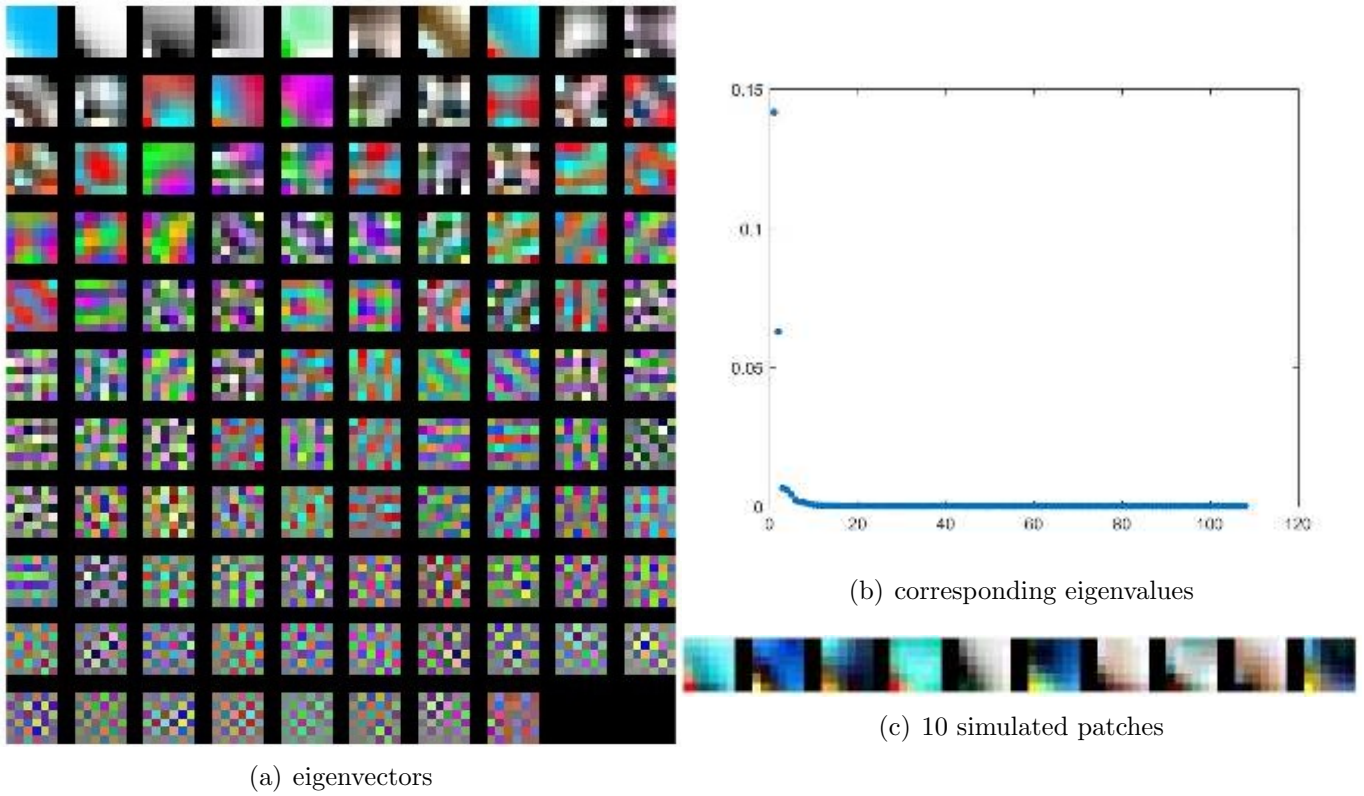 0.15
0.1
0.05
0
0 20 40 60 80 100 120
(b) corresponding eigenvalues
(c) 10 simulated patches
(a) eigenvectors